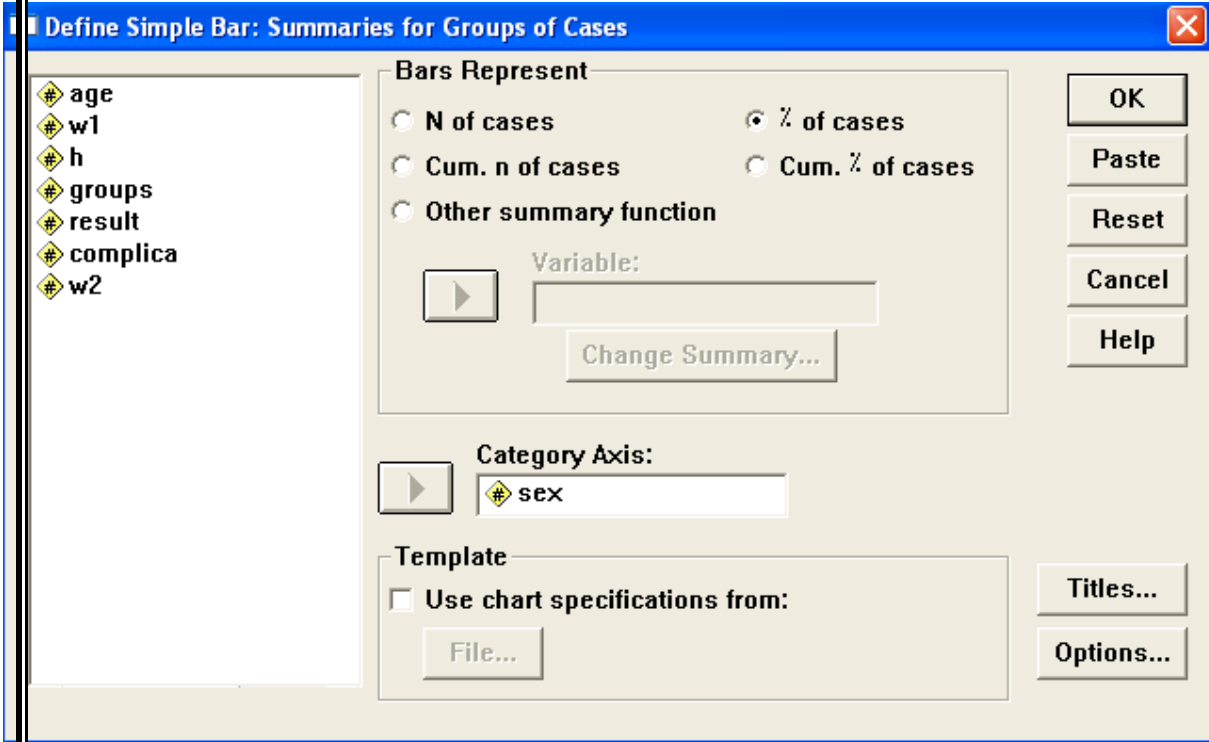 Define Simple Bar: Summaries for Groups of Cases
age
w1
h
groups
result
complica
w2
Bars Represent
N of cases
% of cases
Cum. n of cases
Cum. % of cases
Other summary function
Variable:
Change Summary...
Category Axis:
sex
Template
Use chart specifications from:
File...
OK
Paste
Reset
Cancel
Help
Titles...
Options...